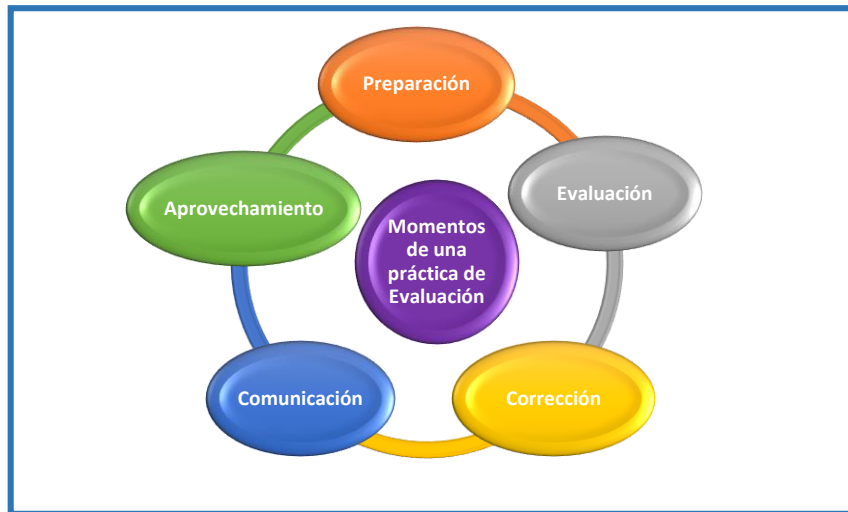 Preparación
Evaluación
Aprovechamiento
Momentos
de una
práctica de
Evaluación
Comunicación
Corrección